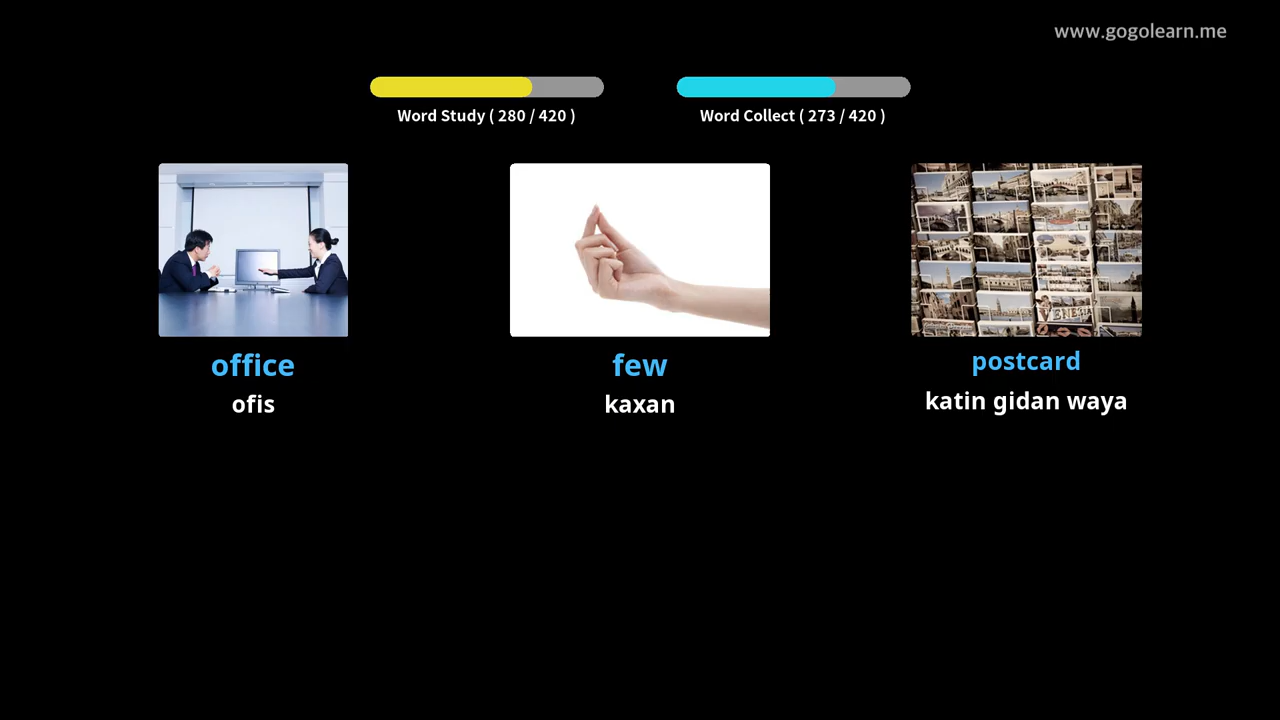 www.gogolearn.me
Word Study ( 280 / 420 )
Word Collect ( 273 / 420 )
VENEZIA
office
ofis
few
kaxan
postcard
katin gidan waya